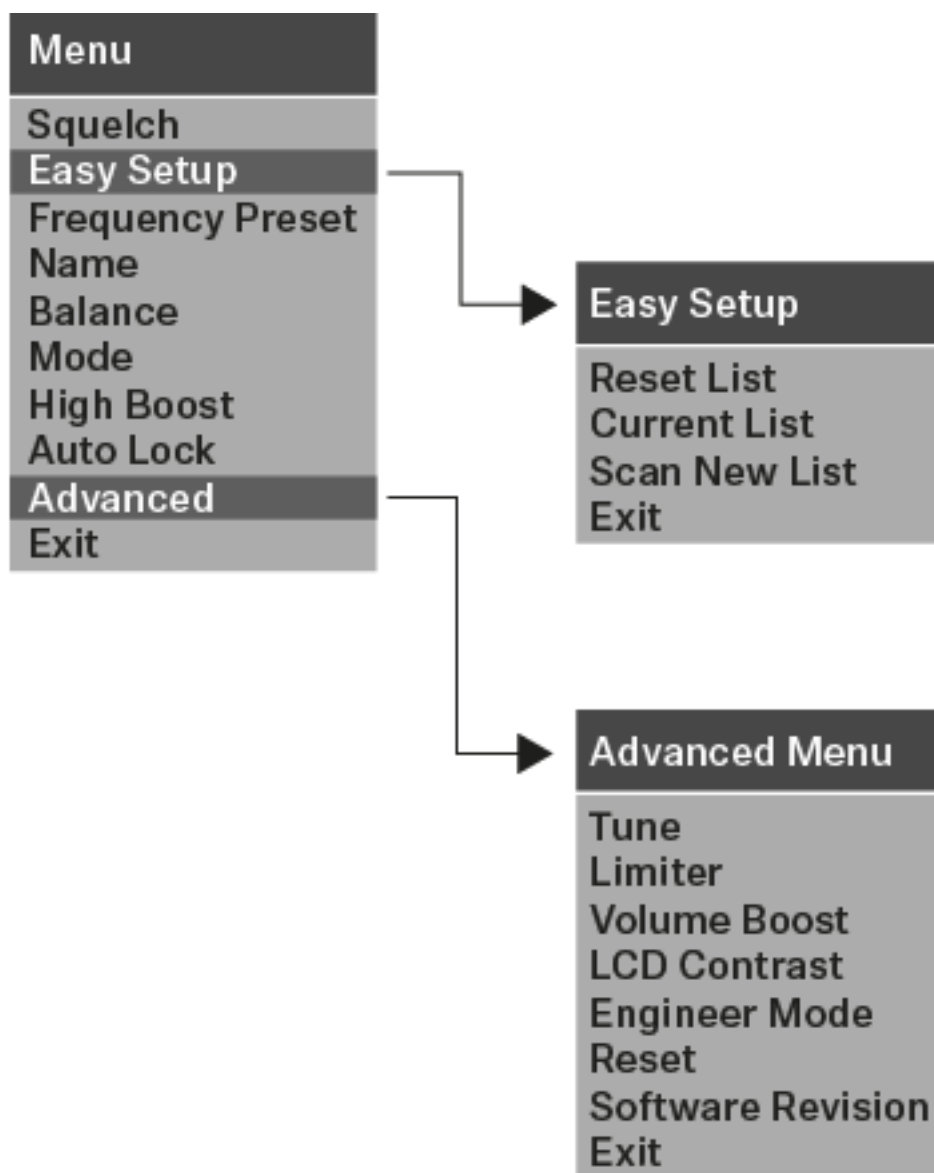 Menu
Squelch
Easy Setup
Frequency Preset
Name
Balance
Mode
High Boost
Auto Lock
Advanced
Exit
Easy Setup
Reset List
Current List
Scan New List
Exit
Advanced Menu
Tune
Limiter
Volume Boost
LCD Contrast
Engineer Mode
Reset
Software Revision
Exit